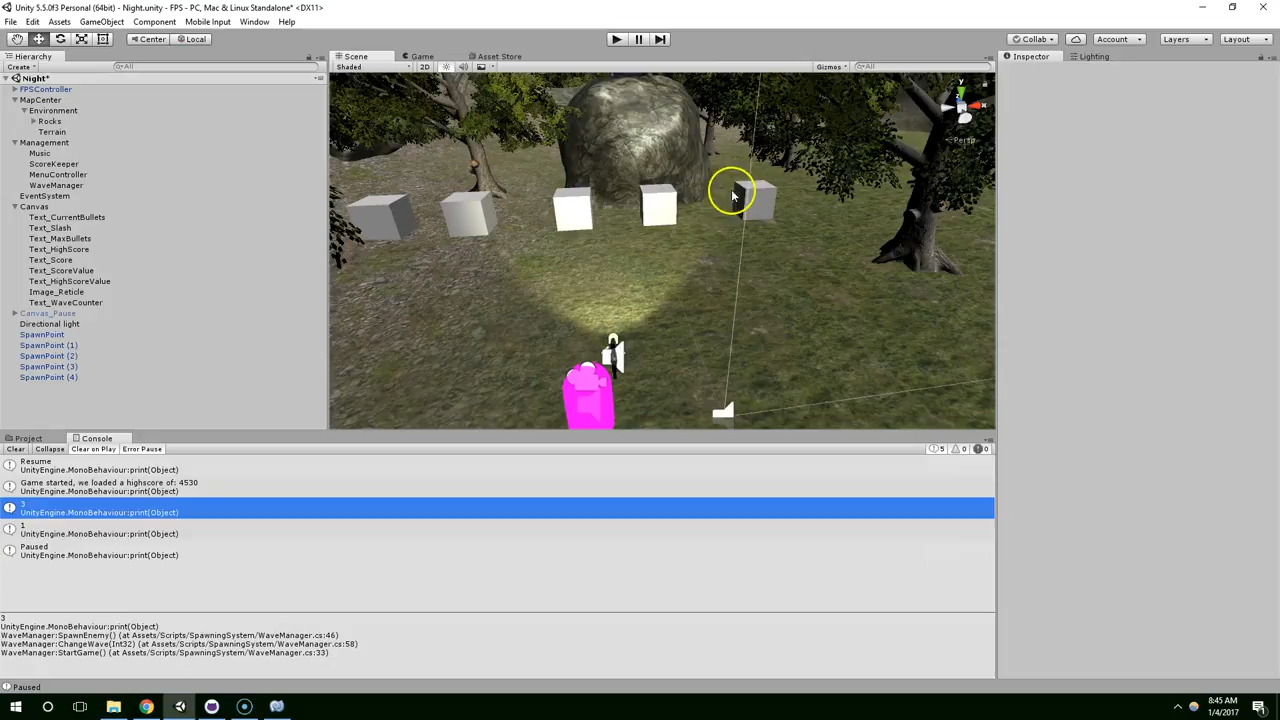 Unity 5.5.0f3 Personal (64bit) - Night.unity - FPS - PC, Mac & Linux Standalone* <DX11>
File Edit Assets GameObject Component Mobile Input Window Help
Center Local Collab Account Layers Layout
Hierarchy Scene Game Asset Store Inspector Lighting
Create All Shaded 2D Gizmos All
Night*
FPSController
MapCenter
Environment
Rocks
Terrain
Management
Music
ScoreKeeper
MenuController
WaveManager
EventSystem
Canvas
Text_CurrentBullets
Text_Slash
Text_MaxBullets
Text_HighScore
Text_Score
Text_ScoreValue
Text_HighScoreValue
Image_Reticle
Text_WaveCounter
Canvas_Pause
Directional light
SpawnPoint
SpawnPoint (1)
SpawnPoint (2)
SpawnPoint (3)
SpawnPoint (4)
y
z
x
Persp
Project Console
Clear Collapse Clear on Play Error Pause 5 0 0
Resume
UnityEngine.MonoBehaviour:print(Object)
Game started, we loaded a highscore of: 4530
UnityEngine.MonoBehaviour:print(Object)
3
UnityEngine.MonoBehaviour:print(Object)
1
UnityEngine.MonoBehaviour:print(Object)
Paused
UnityEngine.MonoBehaviour:print(Object)
3
UnityEngine.MonoBehaviour:print(Object)
WaveManager:SpawnEnemy() (at Assets/Scripts/SpawningSystem/WaveManager.cs:46)
WaveManager:ChangeWave(Int32) (at Assets/Scripts/SpawningSystem/WaveManager.cs:58)
WaveManager:StartGame() (at Assets/Scripts/SpawningSystem/WaveManager.cs:33)
Paused
8:45 AM
1/4/2017